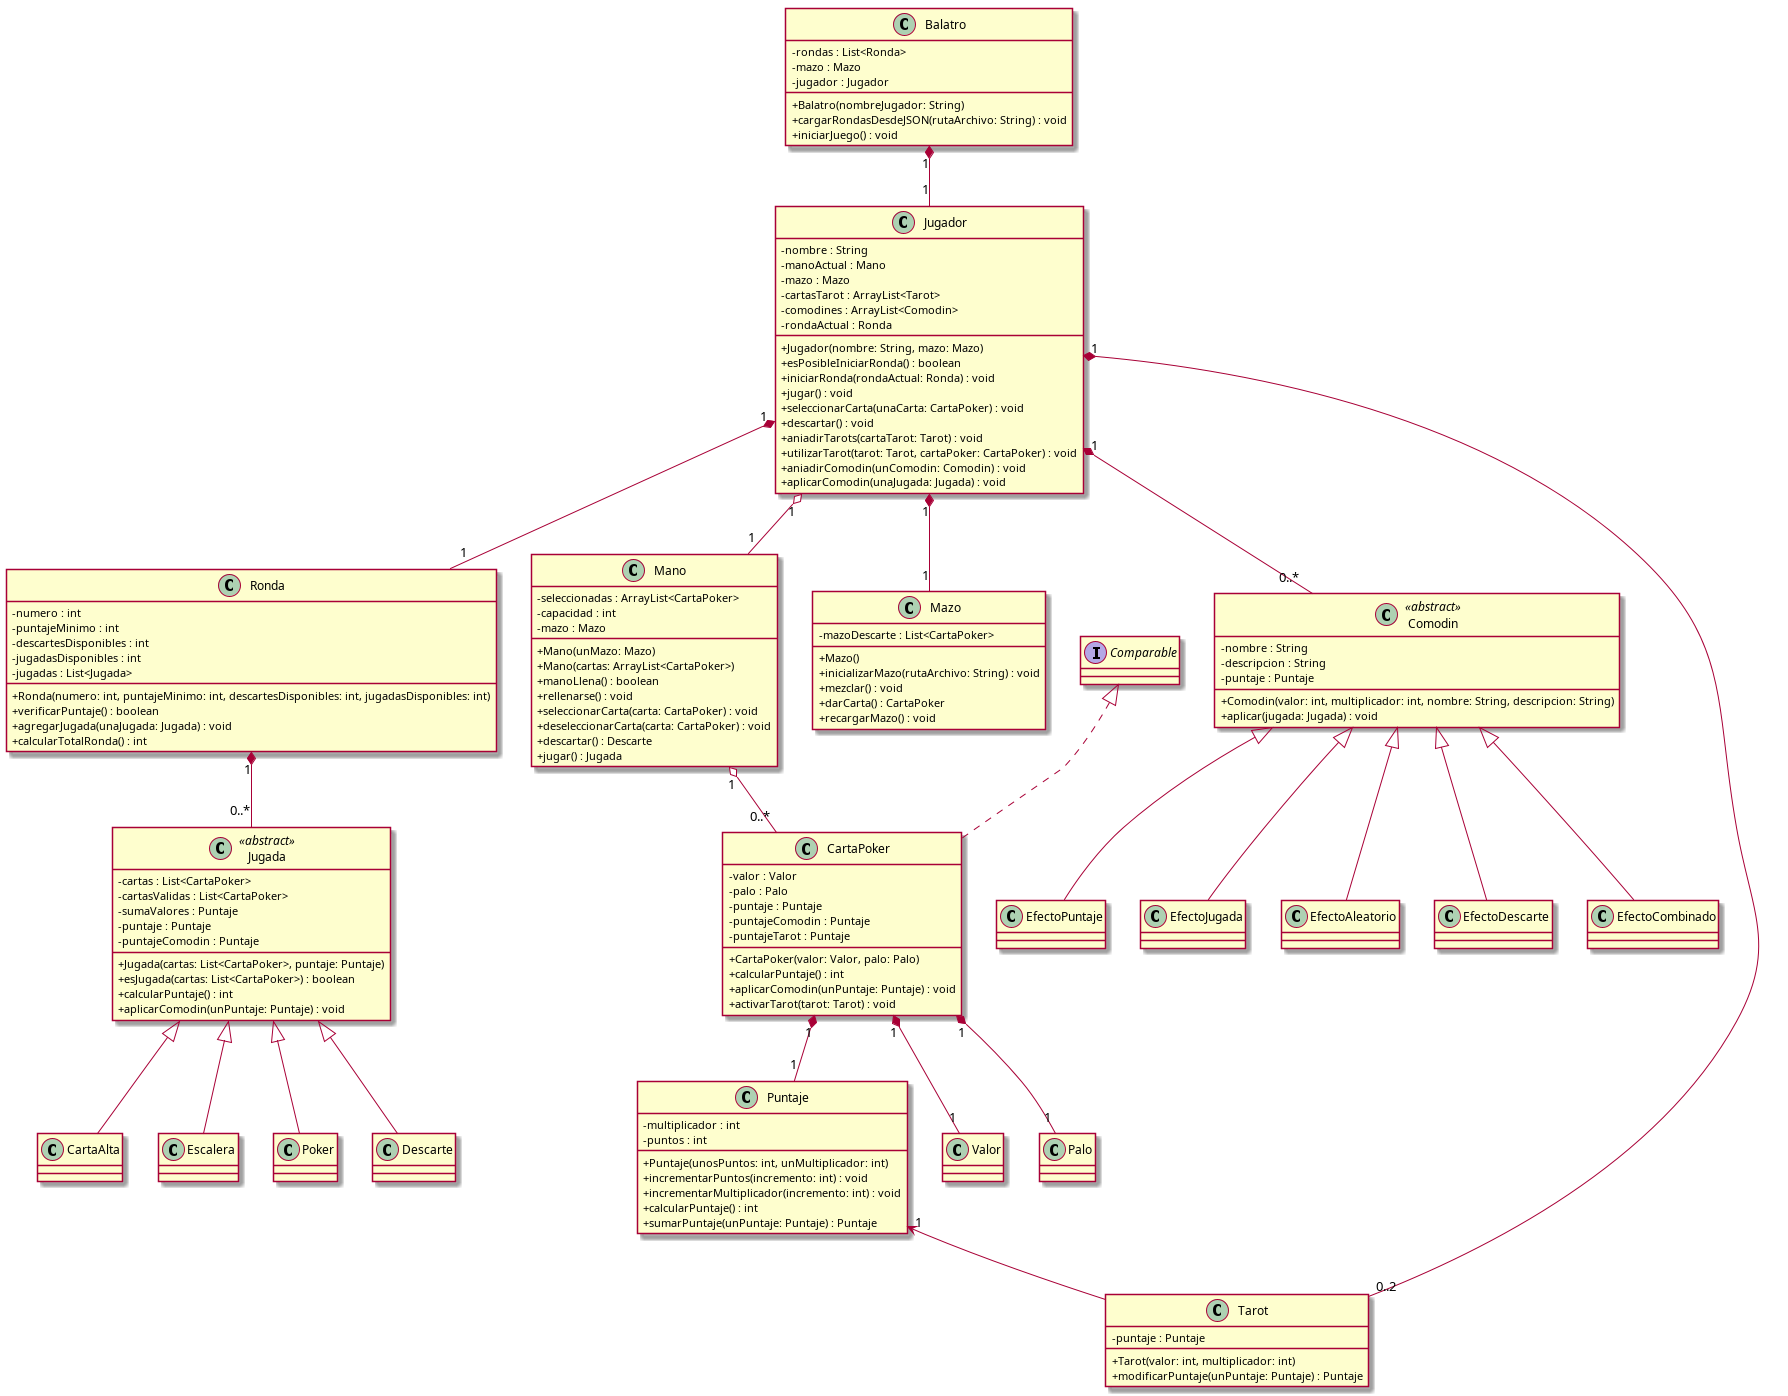 C Balatro
-rondas : List<Ronda>
-mazo : Mazo
-jugador : Jugador
+Balatro(nombreJugador: String)
+cargarRondasDesdeJSON(rutaArchivo: String) : void
+iniciarJuego() : void
1
1
C Jugador
-nombre : String
-manoActual : Mano
-mazo : Mazo
-cartasTarot : ArrayList<Tarot>
-comodines : ArrayList<Comodin>
-rondaActual : Ronda
+Jugador(nombre: String, mazo: Mazo)
+esPosibleIniciarRonda() : boolean
+iniciarRonda(rondaActual: Ronda) : void
+jugar() : void
+seleccionarCarta(unaCarta: CartaPoker) : void
+descartar() : void
+aniadirTarots(cartaTarot: Tarot) : void
+utilizarTarot(tarot: Tarot, cartaPoker: CartaPoker) : void
+aniadirComodin(unComodin: Comodin) : void
+aplicarComodin(unaJugada: Jugada) : void
1
1
1
1
1
1
1
1
0..*
C Ronda
-numero : int
-puntajeMinimo : int
-descartesDisponibles : int
-jugadasDisponibles : int
-jugadas : List<Jugada>
+Ronda(numero: int, puntajeMinimo: int, descartesDisponibles: int, jugadasDisponibles: int)
+verificarPuntaje() : boolean
+agregarJugada(unaJugada: Jugada) : void
+calcularTotalRonda() : int
C Mano
-seleccionadas : ArrayList<CartaPoker>
-capacidad : int
-mazo : Mazo
+Mano(unMazo: Mazo)
+Mano(cartas: ArrayList<CartaPoker>)
+manoLlena() : boolean
+rellenarse() : void
+seleccionarCarta(carta: CartaPoker) : void
+deseleccionarCarta(carta: CartaPoker) : void
+descartar() : Descarte
+jugar() : Jugada
C Mazo
-mazoDescarte : List<CartaPoker>
+Mazo()
+inicializarMazo(rutaArchivo: String) : void
+mezclar() : void
+darCarta() : CartaPoker
+recargarMazo() : void
I Comparable
C «abstract»
Comodin
-nombre : String
-descripcion : String
-puntaje : Puntaje
+Comodin(valor: int, multiplicador: int, nombre: String, descripcion: String)
+aplicar(jugada: Jugada) : void
1
0..*
1
0..*
C «abstract»
Jugada
-cartas : List<CartaPoker>
-cartasValidas : List<CartaPoker>
-sumaValores : Puntaje
-puntaje : Puntaje
-puntajeComodin : Puntaje
+Jugada(cartas: List<CartaPoker>, puntaje: Puntaje)
+esJugada(cartas: List<CartaPoker>) : boolean
+calcularPuntaje() : int
+aplicarComodin(unPuntaje: Puntaje) : void
C CartaPoker
-valor : Valor
-palo : Palo
-puntaje : Puntaje
-puntajeComodin : Puntaje
-puntajeTarot : Puntaje
+CartaPoker(valor: Valor, palo: Palo)
+calcularPuntaje() : int
+aplicarComodin(unPuntaje: Puntaje) : void
+activarTarot(tarot: Tarot) : void
C EfectoPuntaje
C EfectoJugada
C EfectoAleatorio
C EfectoDescarte
C EfectoCombinado
1
1
1
1
1
1
C CartaAlta
C Escalera
C Poker
C Descarte
C Puntaje
-multiplicador : int
-puntos : int
+Puntaje(unosPuntos: int, unMultiplicador: int)
+incrementarPuntos(incremento: int) : void
+incrementarMultiplicador(incremento: int) : void
+calcularPuntaje() : int
+sumarPuntaje(unPuntaje: Puntaje) : Puntaje
C Valor
C Palo
1
0..2
C Tarot
-puntaje : Puntaje
+Tarot(valor: int, multiplicador: int)
+modificarPuntaje(unPuntaje: Puntaje) : Puntaje